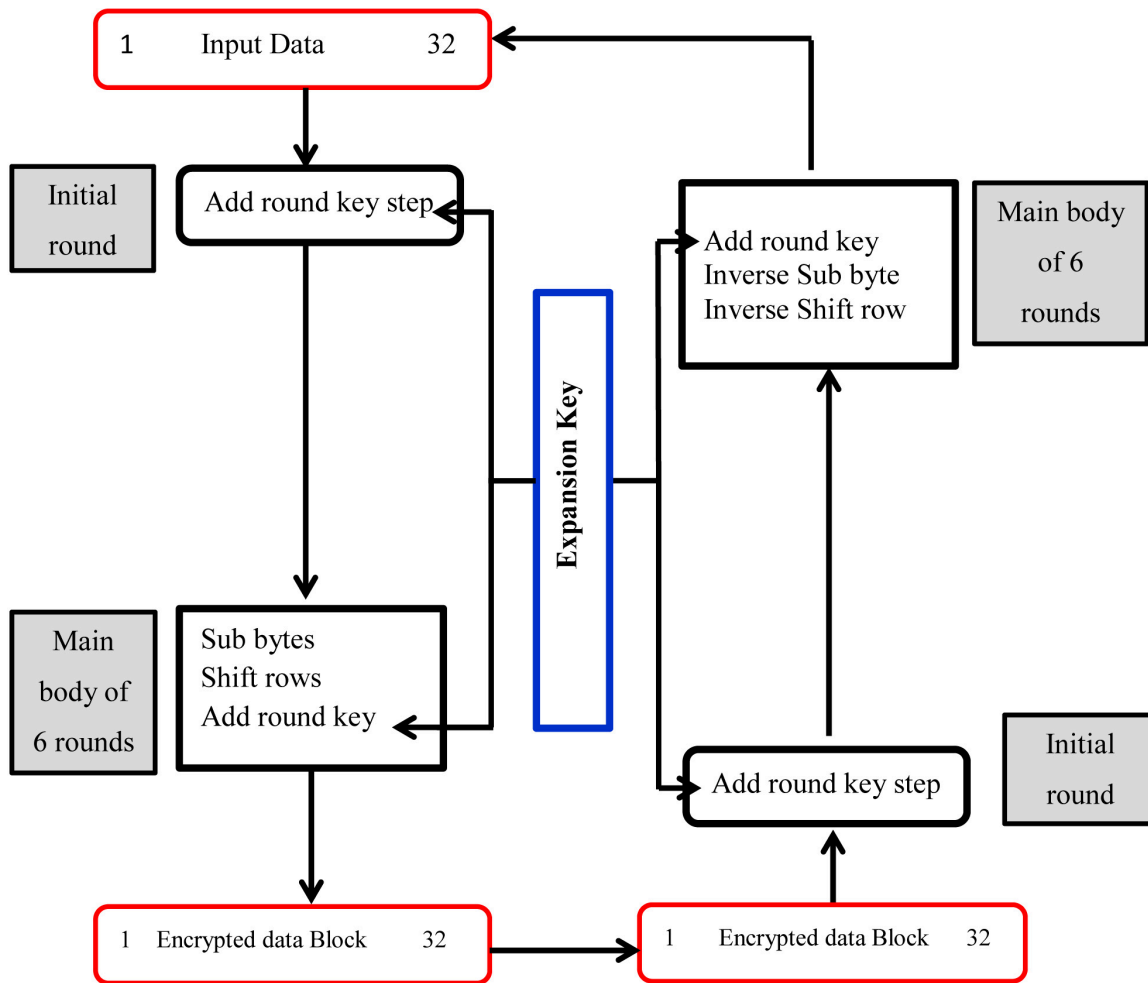 1 Input Data 32
Initial
round
Add round key step
Add round key
Inverse Sub byte
Inverse Shift row
Main body
of 6
rounds
Expansion Key
Main
body of
6 rounds
Sub bytes
Shift rows
Add round key
Add round key step
Initial
round
1 Encrypted data Block 32
1 Encrypted data Block 32